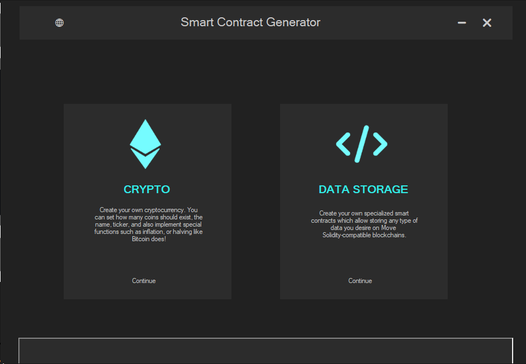 Smart Contract Generator
CRYPTO
Create your own cryptocurrency. You
can set how many coins should exist, the
name, ticker, and also implement special
functions such as inflation, or halving like
Bitcoin does!
Continue
DATA STORAGE
Create your own specialized smart
contracts which allow storing any type of
data you desire on Move
Solidity-compatible blockchains.
Continue